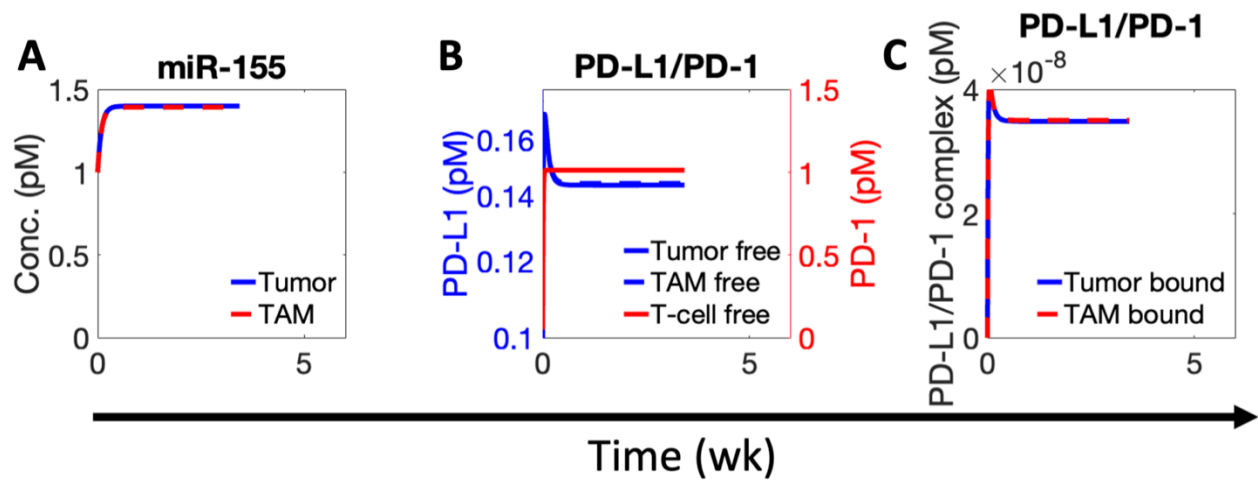 A
miR-155
Conc. (pM)
1.5
1
0.5
0
0
5
Tumor
TAM
B
PD-L1/PD-1
PD-L1 (pM)
0.16
0.14
0.12
0.1
0
5
1.5
1
0.5
0
PD-1 (pM)
Tumor free
TAM free
T-cell free
C
PD-L1/PD-1
×10⁻⁸
PD-L1/PD-1 complex (pM)
4
2
0
0
5
Tumor bound
TAM bound
Time (wk)